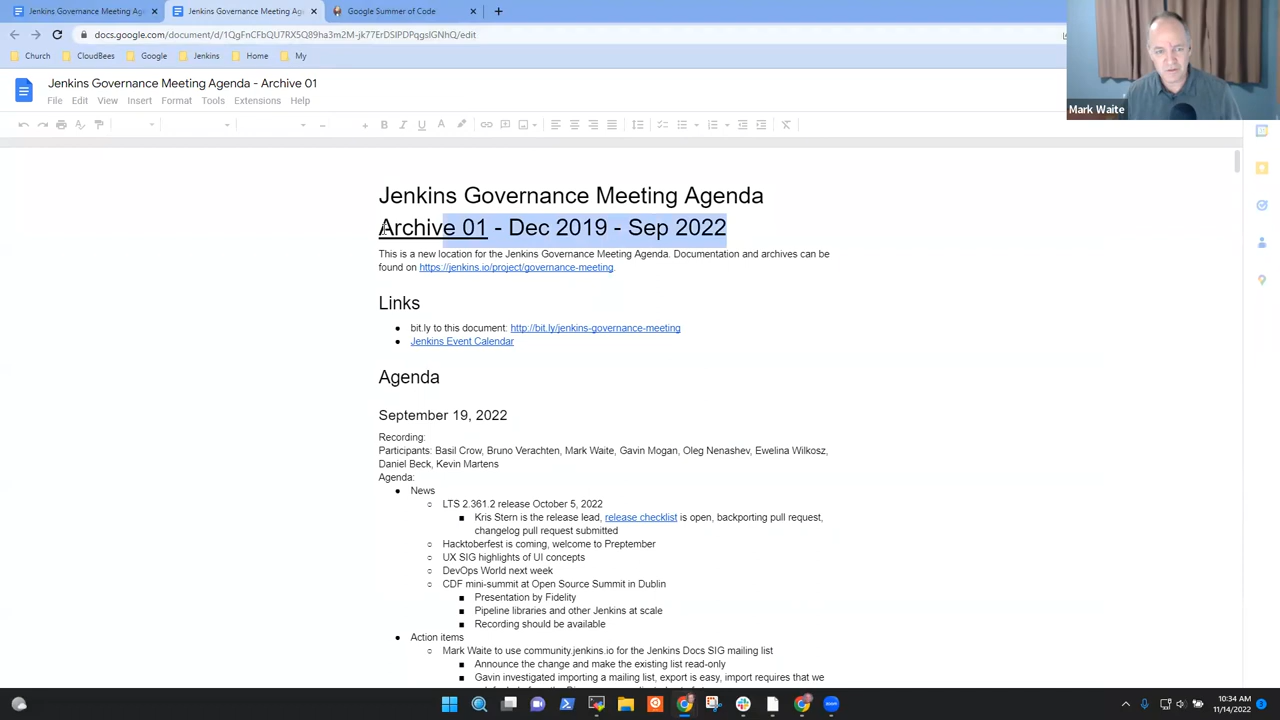 Jenkins Governance Meeting A
Jenkins Governance Meeting A
Google Summer of Code
docs.google.com/document/d/1QgFnCFbQU7RX5Q89ha3m2M-jk77ErDSlPDPqgslGNhQ/edit
Church
CloudBees
Google
Jenkins
Home
My
Jenkins Governance Meeting Agenda - Archive 01
File Edit View Insert Format Tools Extensions Help
Mark Waite
Jenkins Governance Meeting Agenda
Archive 01 - Dec 2019 - Sep 2022
This is a new location for the Jenkins Governance Meeting Agenda. Documentation and archives can be
found on https://jenkins.io/project/governance-meeting.
Links
● bit.ly to this document: http://bit.ly/jenkins-governance-meeting
● Jenkins Event Calendar
Agenda
September 19, 2022
Recording:
Participants: Basil Crow, Bruno Verachten, Mark Waite, Gavin Mogan, Oleg Nenashev, Ewelina Wilkosz,
Daniel Beck, Kevin Martens
Agenda:
● News
○ LTS 2.361.2 release October 5, 2022
■ Kris Stern is the release lead, release checklist is open, backporting pull request,
changelog pull request submitted
○ Hacktoberfest is coming, welcome to Preptember
○ UX SIG highlights of UI concepts
○ DevOps World next week
○ CDF mini-summit at Open Source Summit in Dublin
■ Presentation by Fidelity
■ Pipeline libraries and other Jenkins at scale
■ Recording should be available
● Action items
○ Mark Waite to use community.jenkins.io for the Jenkins Docs SIG mailing list
■ Announce the change and make the existing list read-only
■ Gavin investigated importing a mailing list, export is easy, import requires that we
10:34 AM
11/14/2022